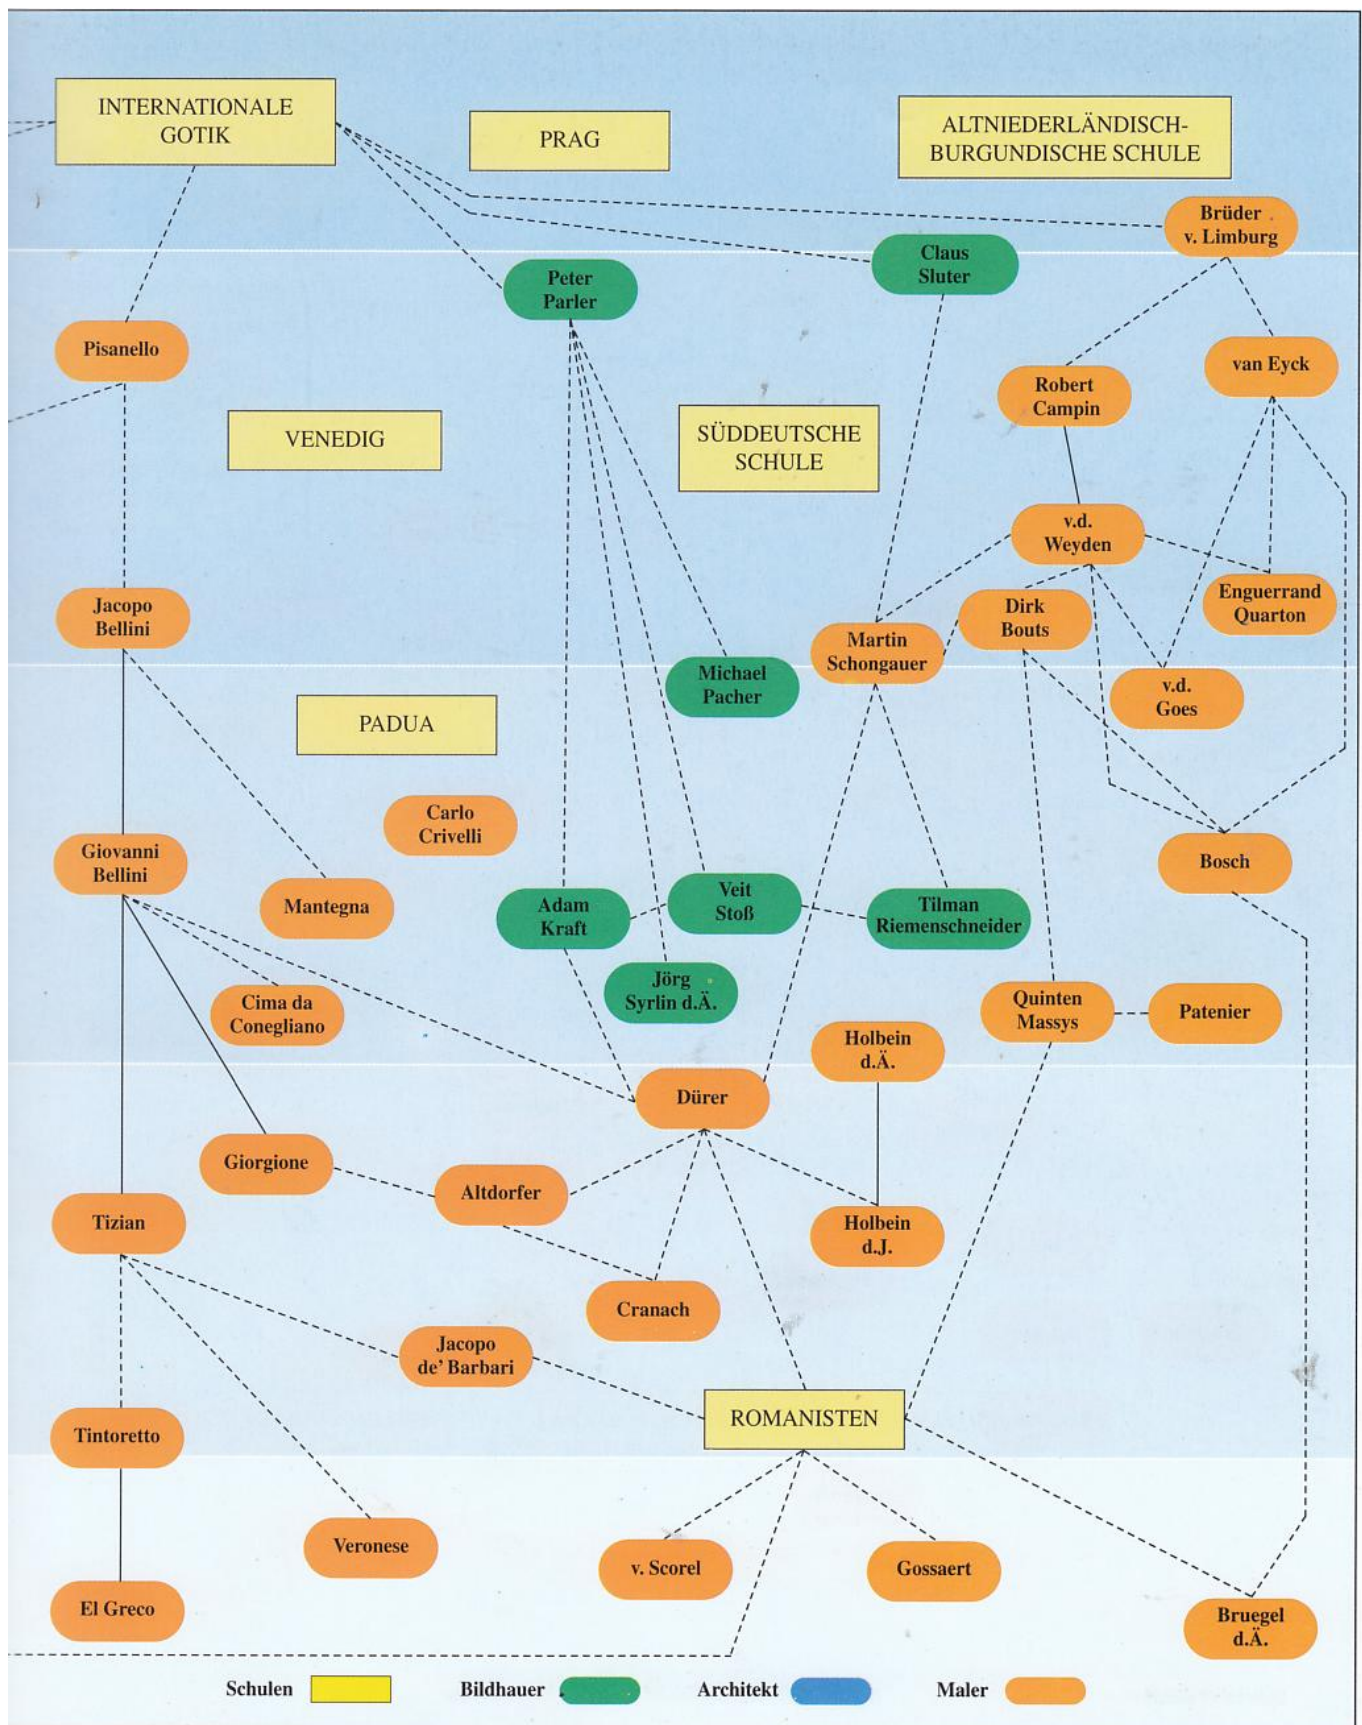 INTERNATIONALE
GOTIK
PRAG
ALTNIEDERLÄNDISCH-
BURGUNDISCHE SCHULE
Brüder
v. Limburg
Claus
Sluter
Peter
Parler
Pisanello
van Eyck
Robert
Campin
VENEDIG
SÜDDEUTSCHE
SCHULE
v.d.
Weyden
Jacopo
Bellini
Dirk
Bouts
Enguerrand
Quarton
Martin
Schongauer
Michael
Pacher
v.d.
Goes
PADUA
Carlo
Crivelli
Giovanni
Bellini
Bosch
Mantegna
Adam
Kraft
Veit
Stoß
Tilman
Riemenschneider
Jörg
Syrlin d.Ä.
Cima da
Conegliano
Quinten
Massys
Patenier
Holbein
d.Ä.
Dürer
Giorgione
Altdorfer
Tizian
Holbein
d.J.
Cranach
Jacopo
de' Barbari
ROMANISTEN
Tintoretto
Veronese
v. Scorel
Gossaert
El Greco
Bruegel
d.Ä.
Schulen
Bildhauer
Architekt
Maler